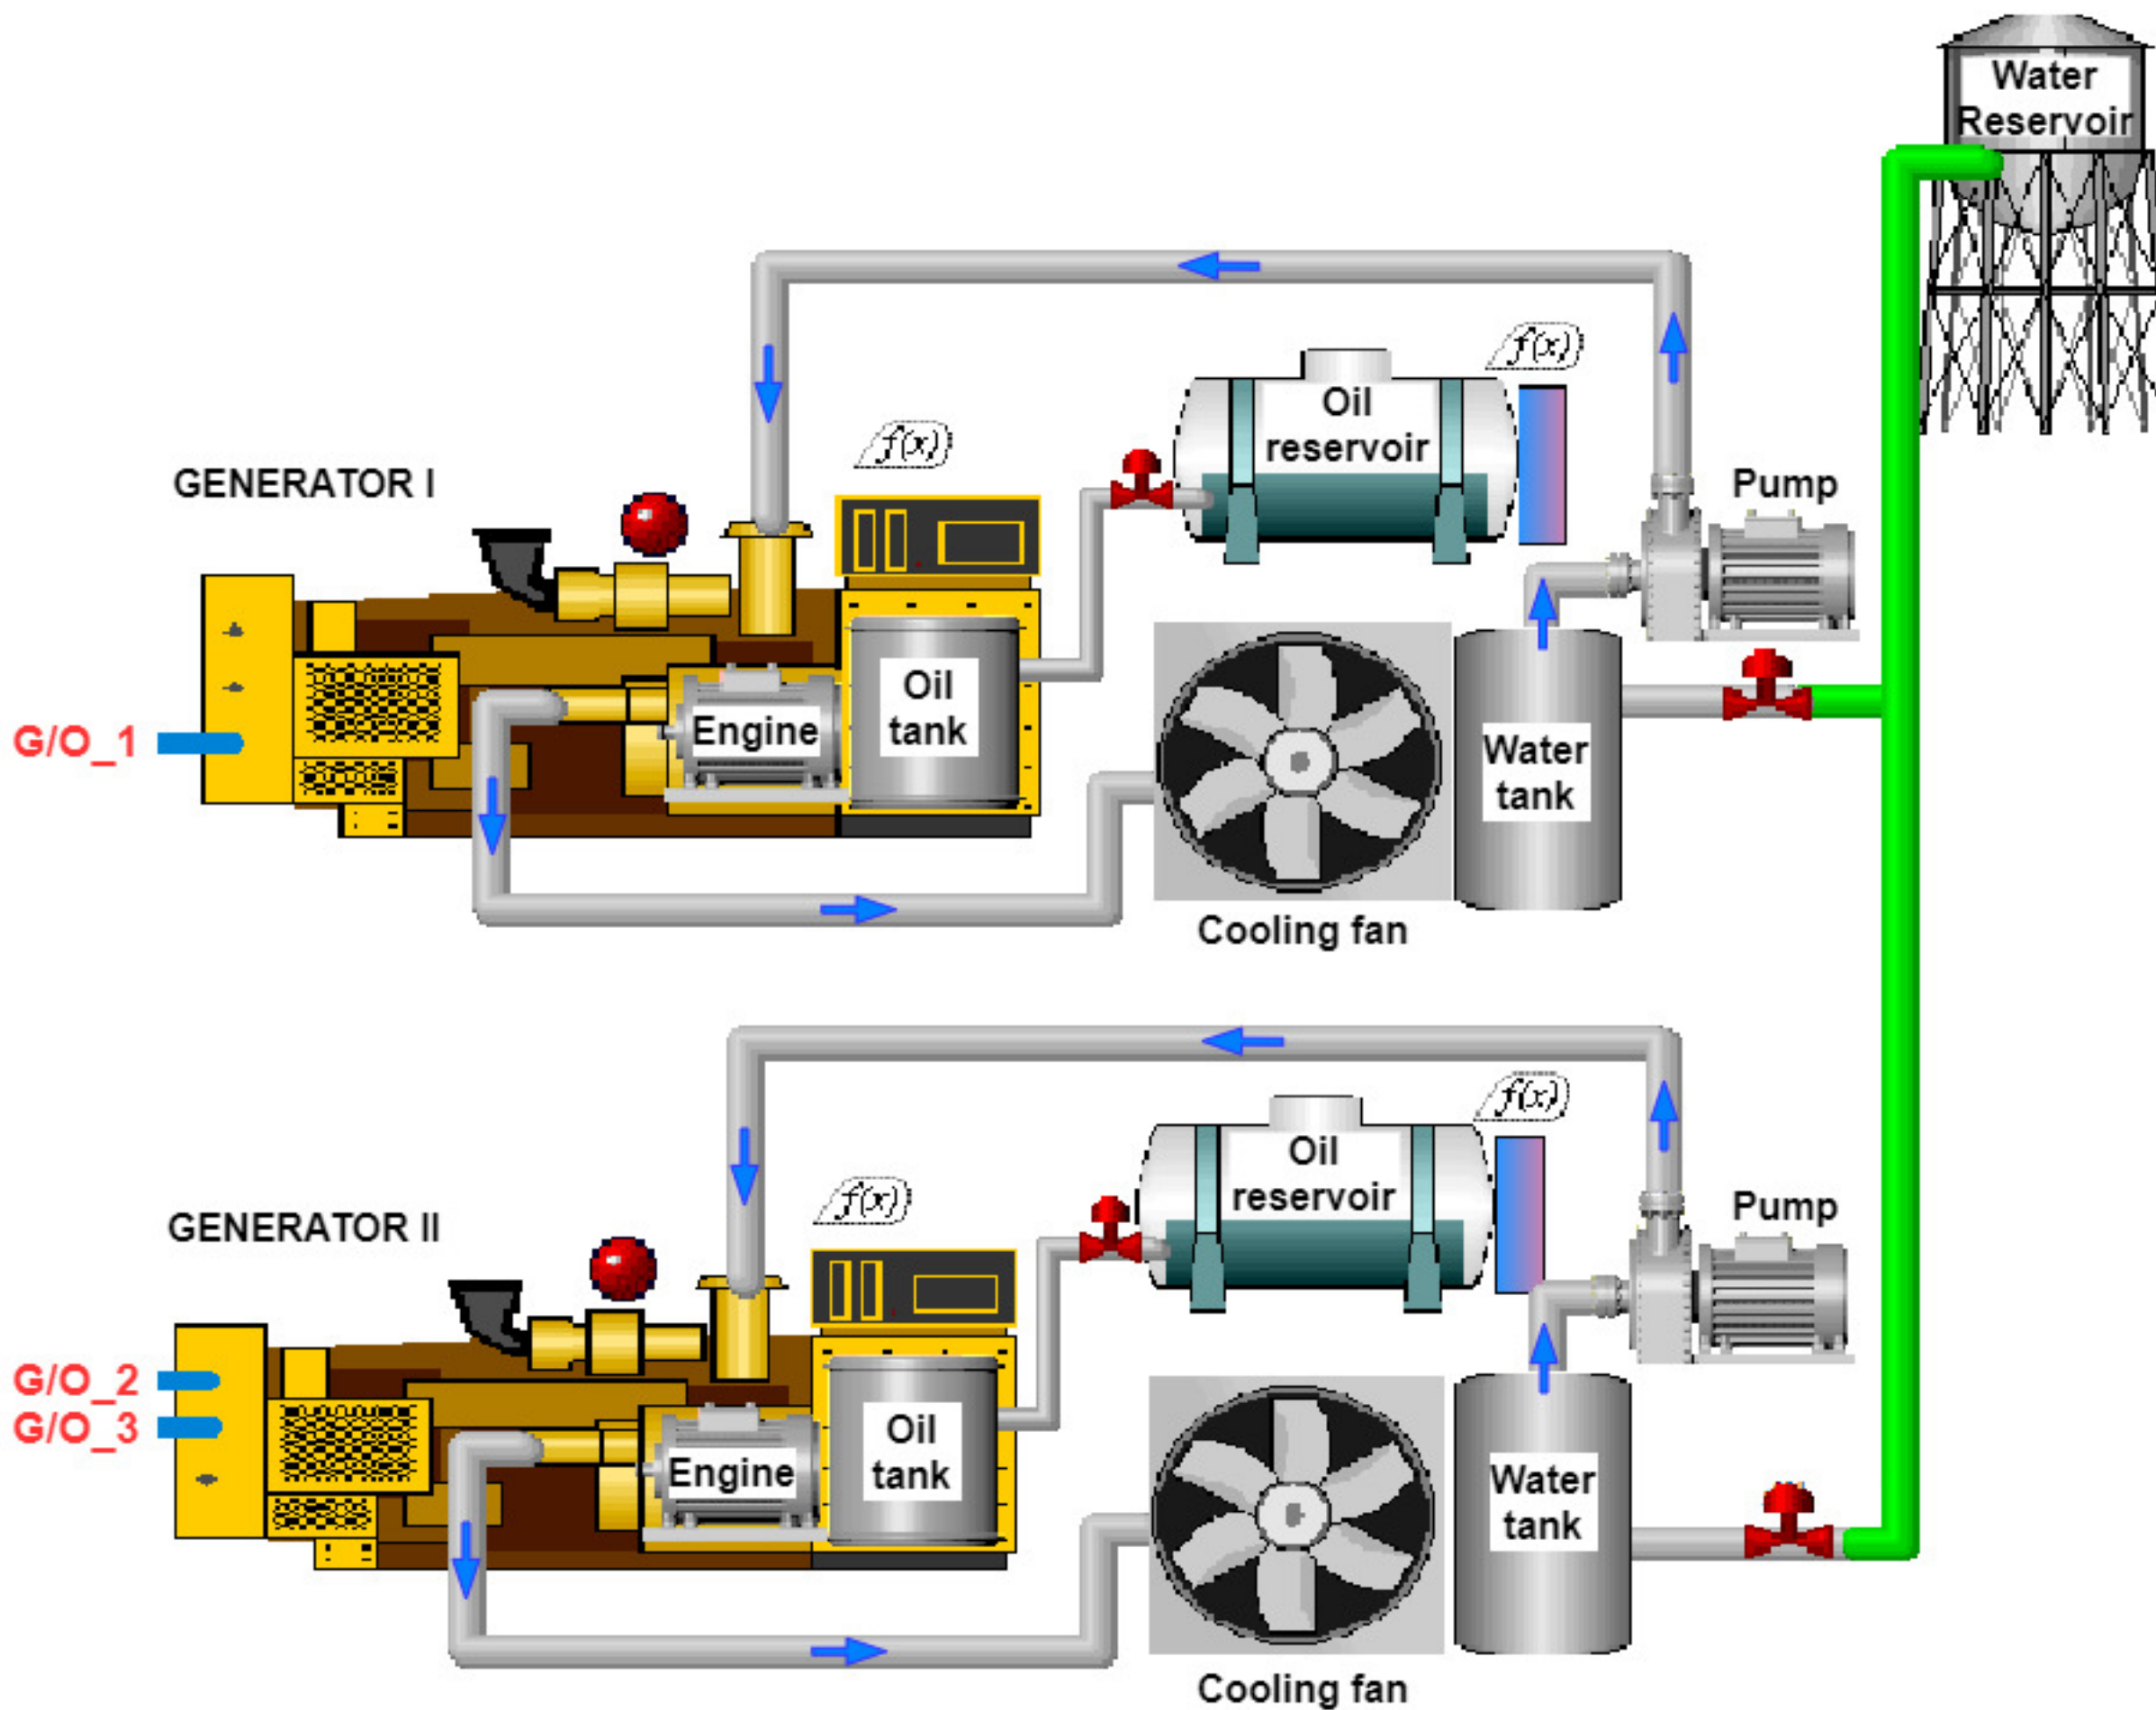 Water
Reservoir
f(x)
Oil
reservoir
f(x)
GENERATOR I
Pump
Oil
tank
Engine
G/O_1
Water
tank
Cooling fan
f(x)
Oil
reservoir
f(x)
GENERATOR II
Pump
G/O_2
G/O_3
Oil
tank
Engine
Water
tank
Cooling fan